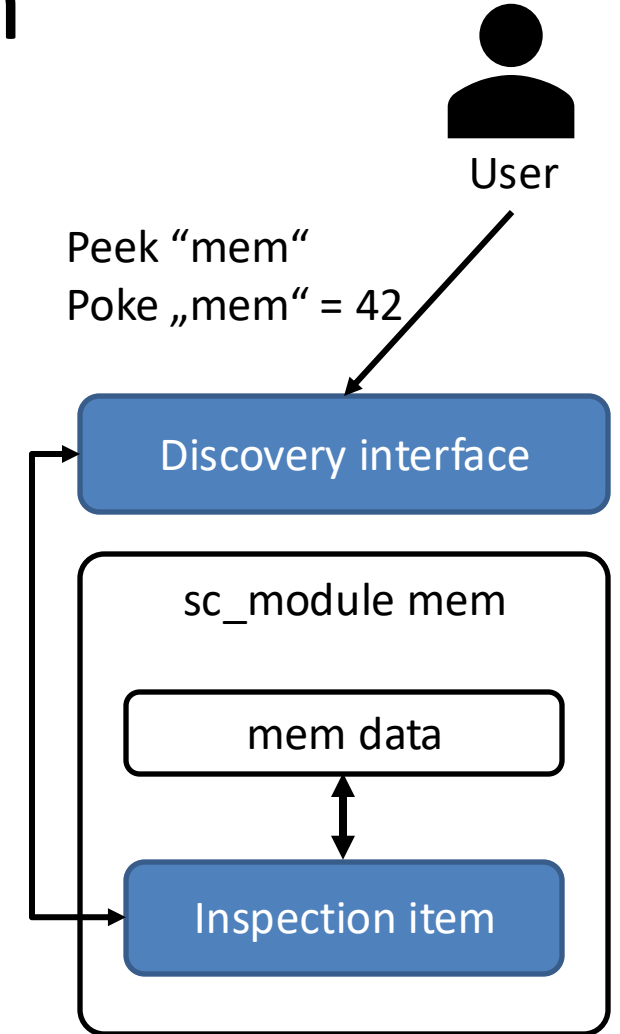 User
Peek “mem“
Poke „mem“ = 42
Discovery interface
sc_module mem
mem data
Inspection item